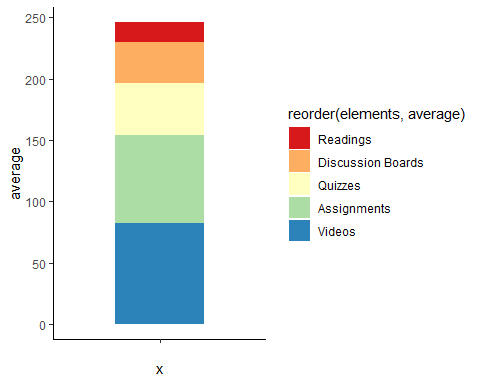 250
200
150
100
50
0
average
x
reorder(elements, average)
Readings
Discussion Boards
Quizzes
Assignments
Videos